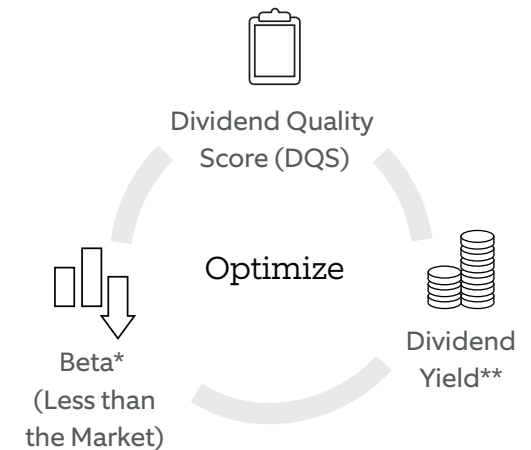 Dividend Quality
Score (DQS)
Optimize
Beta*
(Less than
the Market)
Dividend
Yield**